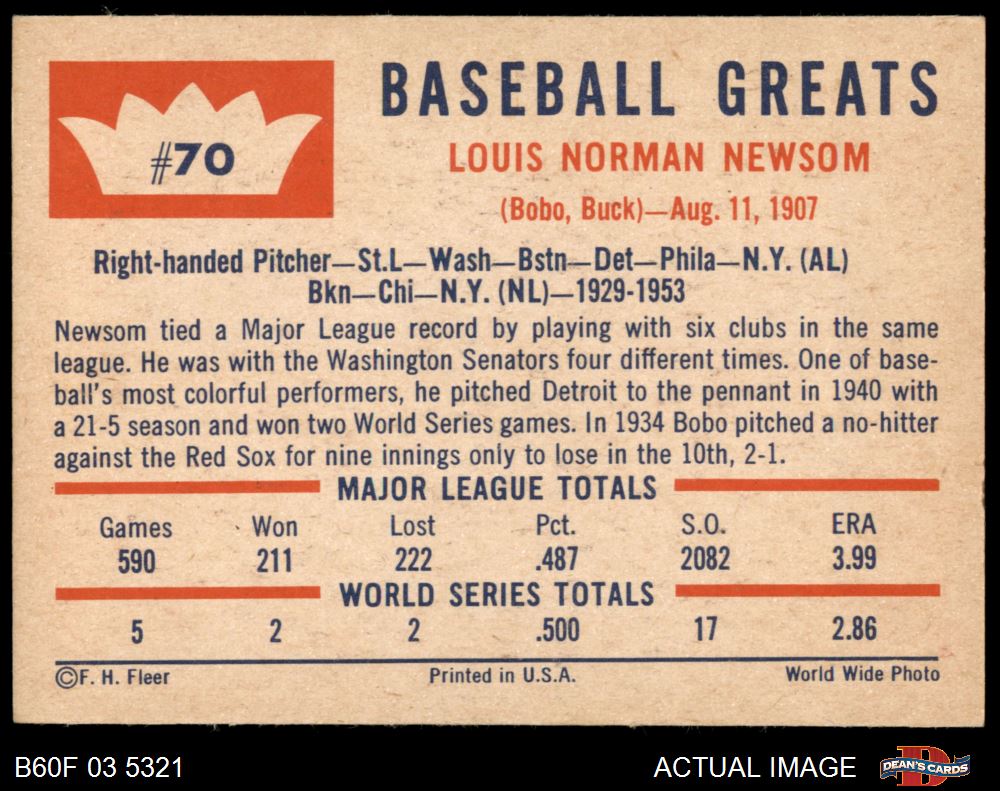 #70
BASEBALL GREATS
LOUIS NORMAN NEWSOM
(Bobo, Buck)—Aug. 11, 1907
Right-handed Pitcher—St.L—Wash—Bstn—Det—Phila—N.Y. (AL)
Bkn—Chi—N.Y. (NL)—1929-1953
Newsom tied a Major League record by playing with six clubs in the same
league. He was with the Washington Senators four different times. One of base-
ball's most colorful performers, he pitched Detroit to the pennant in 1940 with
a 21-5 season and won two World Series games. In 1934 Bobo pitched a no-hitter
against the Red Sox for nine innings only to lose in the 10th, 2-1.
MAJOR LEAGUE TOTALS
Games Won Lost Pct. S.O. ERA
590 211 222 .487 2082 3.99
WORLD SERIES TOTALS
5 2 2 .500 17 2.86
©F. H. Fleer Printed in U.S.A. World Wide Photo
B60F 03 5321 ACTUAL IMAGE D DEAN'S CARDS